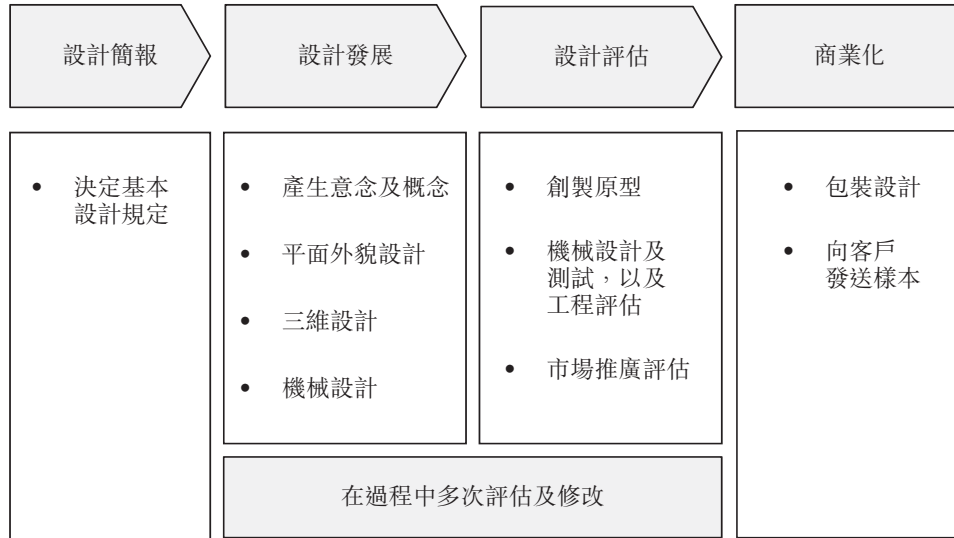 設計簡報
設計發展
設計評估
商業化
• 決定基本
設計規定
• 產生意念及概念
• 平面外貌設計
• 三維設計
• 機械設計
• 創製原型
• 機械設計及
測試，以及
工程評估
• 市場推廣評估
• 包裝設計
• 向客戶
發送樣本
在過程中多次評估及修改